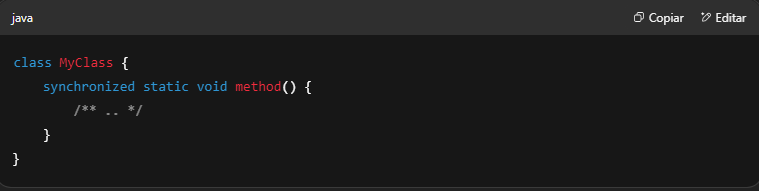 java
Copiar
Editar
class MyClass {
    synchronized static void method() {
        /** .. */
    }
}